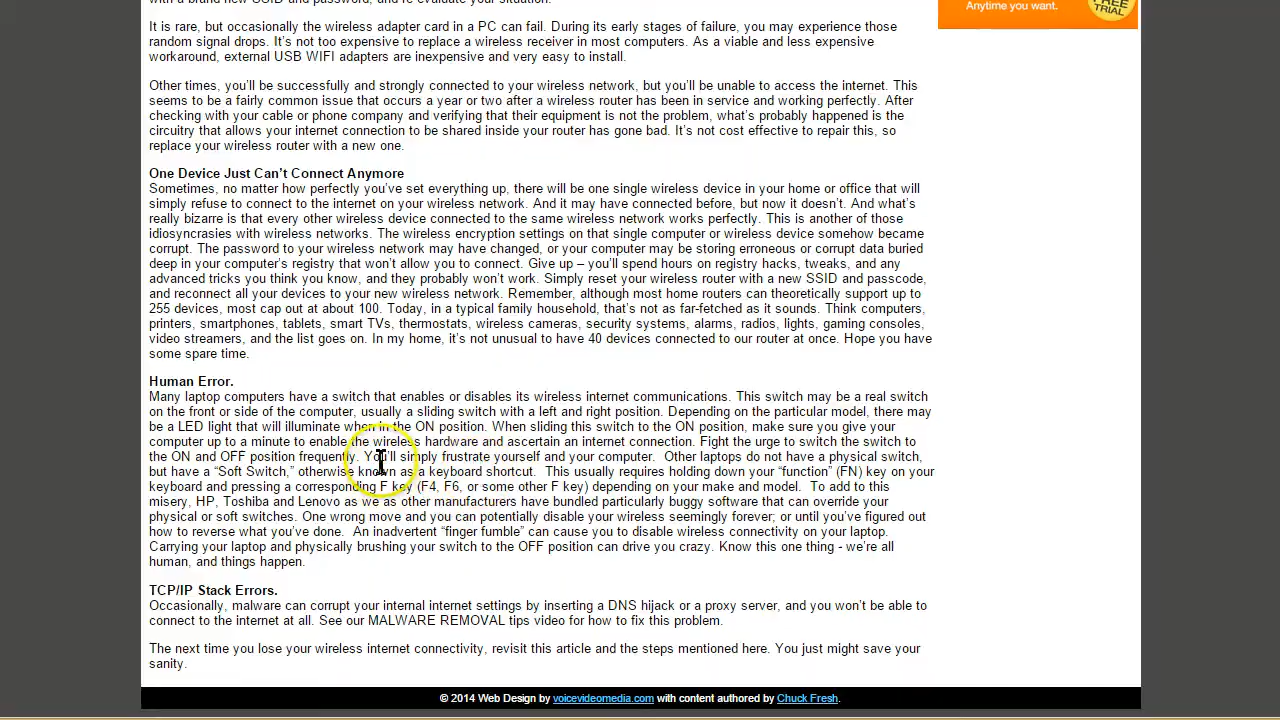 with a brand new SSID and password, and re-evaluate your situation.
Anytime you want.
FREE
TRIAL
It is rare, but occasionally the wireless adapter card in a PC can fail. During its early stages of failure, you may experience those
random signal drops. It’s not too expensive to replace a wireless receiver in most computers. As a viable and less expensive
workaround, external USB WIFI adapters are inexpensive and very easy to install.
Other times, you’ll be successfully and strongly connected to your wireless network, but you’ll be unable to access the internet. This
seems to be a fairly common issue that occurs a year or two after a wireless router has been in service and working perfectly. After
checking with your cable or phone company and verifying that their equipment is not the problem, what’s probably happened is the
circuitry that allows your internet connection to be shared inside your router has gone bad. It’s not cost effective to repair this, so
replace your wireless router with a new one.
One Device Just Can’t Connect Anymore
Sometimes, no matter how perfectly you’ve set everything up, there will be one single wireless device in your home or office that will
simply refuse to connect to the internet on your wireless network. And it may have connected before, but now it doesn’t. And what’s
really bizarre is that every other wireless device connected to the same wireless network works perfectly. This is another of those
idiosyncrasies with wireless networks. The wireless encryption settings on that single computer or wireless device somehow became
corrupt. The password to your wireless network may have changed, or your computer may be storing erroneous or corrupt data buried
deep in your computer’s registry that won’t allow you to connect. Give up – you’ll spend hours on registry hacks, tweaks, and any
advanced tricks you think you know, and they probably won’t work. Simply reset your wireless router with a new SSID and passcode,
and reconnect all your devices to your new wireless network. Remember, although most home routers can theoretically support up to
255 devices, most cap out at about 100. Today, in a typical family household, that’s not as far-fetched as it sounds. Think computers,
printers, smartphones, tablets, smart TVs, thermostats, wireless cameras, security systems, alarms, radios, lights, gaming consoles,
video streamers, and the list goes on. In my home, it’s not unusual to have 40 devices connected to our router at once. Hope you have
some spare time.
Human Error.
Many laptop computers have a switch that enables or disables its wireless internet communications. This switch may be a real switch
on the front or side of the computer, usually a sliding switch with a left and right position. Depending on the particular model, there may
be a LED light that will illuminate when in the ON position. When sliding this switch to the ON position, make sure you give your
computer up to a minute to enable the wireless hardware and ascertain an internet connection. Fight the urge to switch the switch to
the ON and OFF position frequently. You’ll simply frustrate yourself and your computer. Other laptops do not have a physical switch,
but have a “Soft Switch,” otherwise known as a keyboard shortcut. This usually requires holding down your “function” (FN) key on your
keyboard and pressing a corresponding F key (F4, F6, or some other F key) depending on your make and model. To add to this
misery, HP, Toshiba and Lenovo as we as other manufacturers have bundled particularly buggy software that can override your
physical or soft switches. One wrong move and you can potentially disable your wireless seemingly forever; or until you’ve figured out
how to reverse what you’ve done. An inadvertent “finger fumble” can cause you to disable wireless connectivity on your laptop.
Carrying your laptop and physically brushing your switch to the OFF position can drive you crazy. Know this one thing - we’re all
human, and things happen.
TCP/IP Stack Errors.
Occasionally, malware can corrupt your internal internet settings by inserting a DNS hijack or a proxy server, and you won’t be able to
connect to the internet at all. See our MALWARE REMOVAL tips video for how to fix this problem.
The next time you lose your wireless internet connectivity, revisit this article and the steps mentioned here. You just might save your
sanity.
© 2014 Web Design by voicevideomedia.com with content authored by Chuck Fresh.